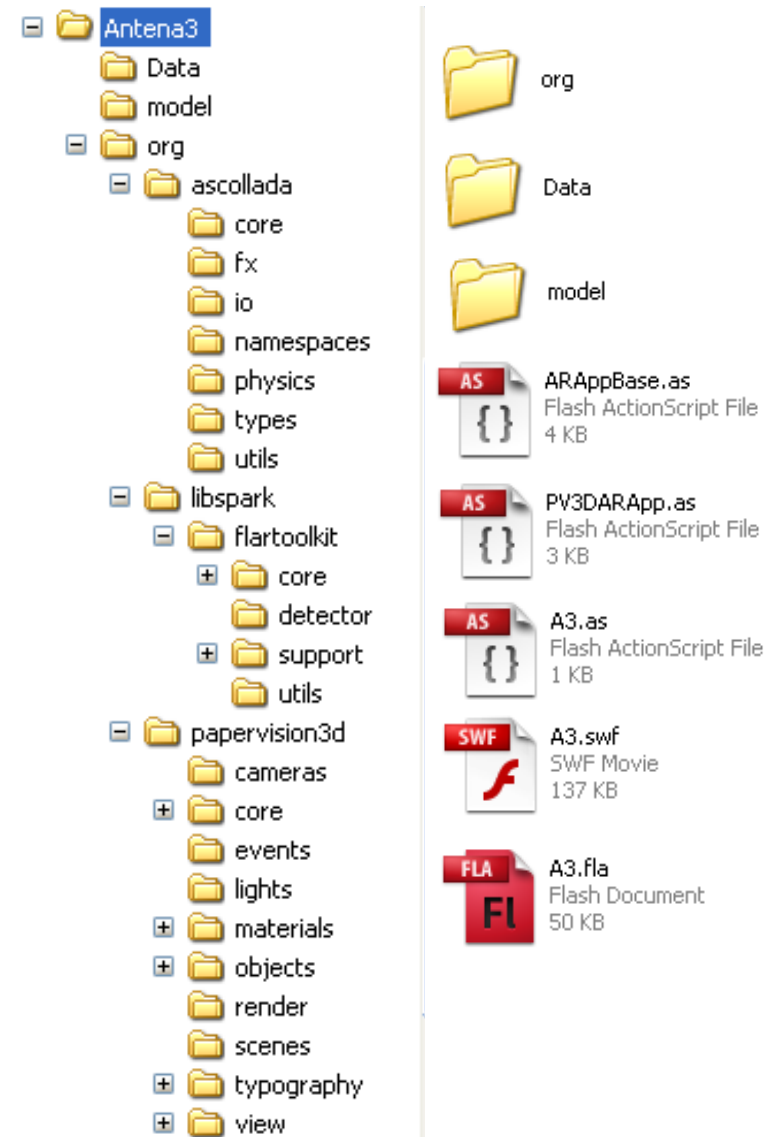 Antena3
Data
model
org
ascollada
core
fx
io
namespaces
physics
types
utils
libspark
flartoolkit
core
detector
support
utils
papervision3d
cameras
core
events
lights
materials
objects
render
scenes
typography
view
org
Data
model
AS
{}
ARAppBase.as
Flash ActionScript File
4 KB
AS
{}
PV3DARApp.as
Flash ActionScript File
3 KB
AS
{}
A3.as
Flash ActionScript File
1 KB
SWF
A3.swf
SWF Movie
137 KB
FLA
Fl
A3.fla
Flash Document
50 KB